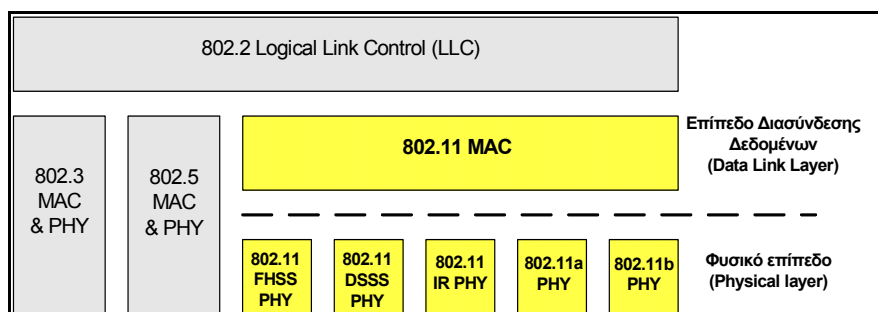 802.2 Logical Link Control (LLC)
802.3
MAC
& PHY
802.5
MAC
& PHY
802.11 MAC
Επίπεδο Διασύνδεσης
Δεδομένων
(Data Link Layer)
802.11
FHSS
PHY
802.11
DSSS
PHY
802.11
IR PHY
802.11a
PHY
802.11b
PHY
Φυσικό επίπεδο
(Physical layer)